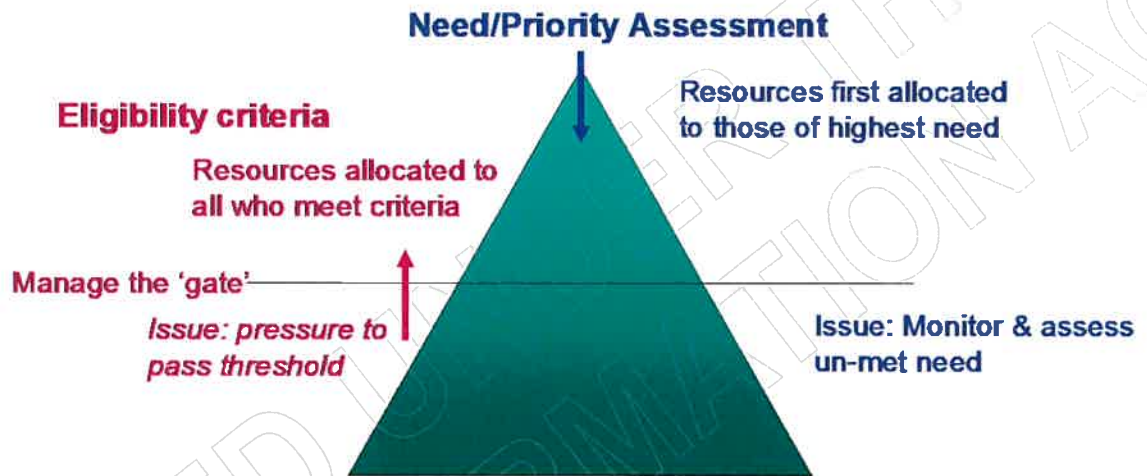 Need/Priority Assessment
Eligibility criteria
Resources allocated to
all who meet criteria
Resources first allocated
to those of highest need
Manage the ‘gate’
Issue: pressure to
pass threshold
Issue: Monitor & assess
un-met need